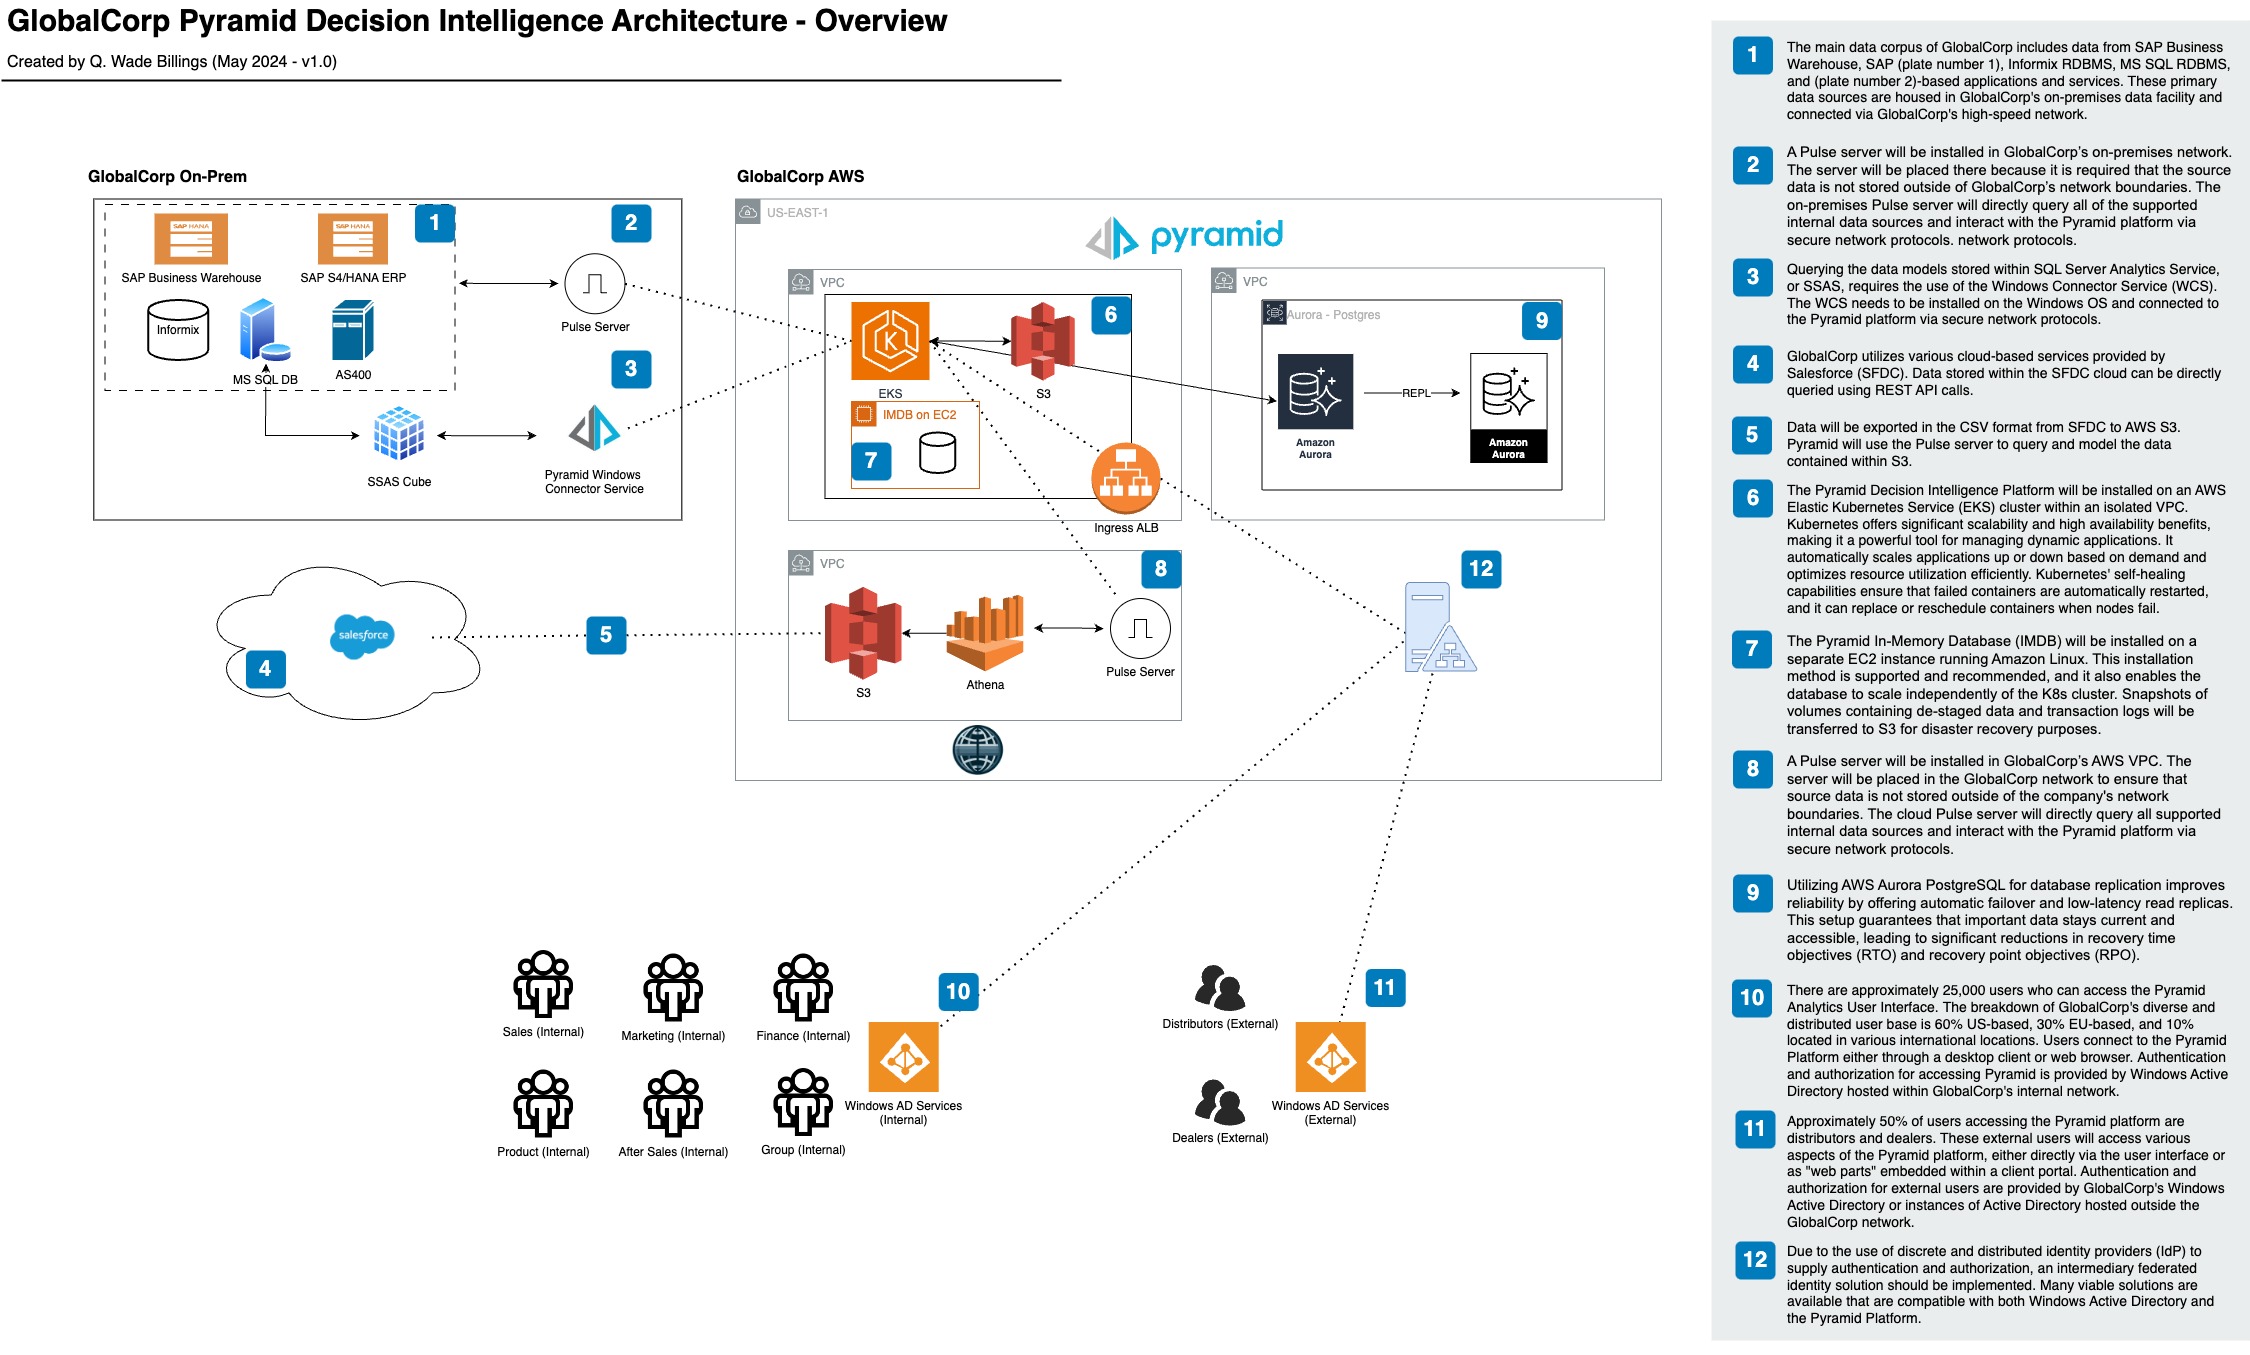 GlobalCorp Pyramid Decision Intelligence Architecture - Overview
Created by Q. Wade Billings (May 2024 - v1.0)
GlobalCorp On-Prem
1
SAP HANA
SAP HANA
SAP Business Warehouse
SAP S4/HANA ERP
Informix
MS SQL DB
AS400
2
Pulse Server
3
SSAS Cube
Pyramid Windows
Connector Service
salesforce
4
5
GlobalCorp AWS
US-EAST-1
pyramid
VPC
6
K
EKS
S3
IMDB on EC2
7
Ingress ALB
VPC
Aurora - Postgres
9
Amazon
Aurora
REPL
Amazon
Aurora
VPC
8
S3
Athena
Pulse Server
12
Sales (Internal)
Marketing (Internal)
Finance (Internal)
Product (Internal)
After Sales (Internal)
Group (Internal)
10
Windows AD Services
(Internal)
Distributors (External)
Dealers (External)
11
Windows AD Services
(External)
1
The main data corpus of GlobalCorp includes data from SAP Business
Warehouse, SAP (plate number 1), Informix RDBMS, MS SQL RDBMS,
and (plate number 2)-based applications and services. These primary
data sources are housed in GlobalCorp's on-premises data facility and
connected via GlobalCorp's high-speed network.
2
A Pulse server will be installed in GlobalCorp's on-premises network.
The server will be placed there because it is required that the source
data is not stored outside of GlobalCorp's network boundaries. The
on-premises Pulse server will directly query all of the supported
internal data sources and interact with the Pyramid platform via
secure network protocols. network protocols.
3
Querying the data models stored within SQL Server Analytics Service,
or SSAS, requires the use of the Windows Connector Service (WCS).
The WCS needs to be installed on the Windows OS and connected to
the Pyramid platform via secure network protocols.
4
GlobalCorp utilizes various cloud-based services provided by
Salesforce (SFDC). Data stored within the SFDC cloud can be directly
queried using REST API calls.
5
Data will be exported in the CSV format from SFDC to AWS S3.
Pyramid will use the Pulse server to query and model the data
contained within S3.
6
The Pyramid Decision Intelligence Platform will be installed on an AWS
Elastic Kubernetes Service (EKS) cluster within an isolated VPC.
Kubernetes offers significant scalability and high availability benefits,
making it a powerful tool for managing dynamic applications. It
automatically scales applications up or down based on demand and
optimizes resource utilization efficiently. Kubernetes' self-healing
capabilities ensure that failed containers are automatically restarted,
and it can replace or reschedule containers when nodes fail.
7
The Pyramid In-Memory Database (IMDB) will be installed on a
separate EC2 instance running Amazon Linux. This installation
method is supported and recommended, and it also enables the
database to scale independently of the K8s cluster. Snapshots of
volumes containing de-staged data and transaction logs will be
transferred to S3 for disaster recovery purposes.
8
A Pulse server will be installed in GlobalCorp's AWS VPC. The
server will be placed in the GlobalCorp network to ensure that
source data is not stored outside of the company's network
boundaries. The cloud Pulse server will directly query all supported
internal data sources and interact with the Pyramid platform via
secure network protocols.
9
Utilizing AWS Aurora PostgreSQL for database replication improves
reliability by offering automatic failover and low-latency read replicas.
This setup guarantees that important data stays current and
accessible, leading to significant reductions in recovery time
objectives (RTO) and recovery point objectives (RPO).
10
There are approximately 25,000 users who can access the Pyramid
Analytics User Interface. The breakdown of GlobalCorp's diverse and
distributed user base is 60% US-based, 30% EU-based, and 10%
located in various international locations. Users connect to the Pyramid
Platform either through a desktop client or web browser. Authentication
and authorization for accessing Pyramid is provided by Windows Active
Directory hosted within GlobalCorp's internal network.
11
Approximately 50% of users accessing the Pyramid platform are
distributors and dealers. These external users will access various
aspects of the Pyramid platform, either directly via the user interface or
as "web parts" embedded within a client portal. Authentication and
authorization for external users are provided by GlobalCorp's Windows
Active Directory or instances of Active Directory hosted outside the
GlobalCorp network.
12
Due to the use of discrete and distributed identity providers (IdP) to
supply authentication and authorization, an intermediary federated
identity solution should be implemented. Many viable solutions are
available that are compatible with both Windows Active Directory and
the Pyramid Platform.